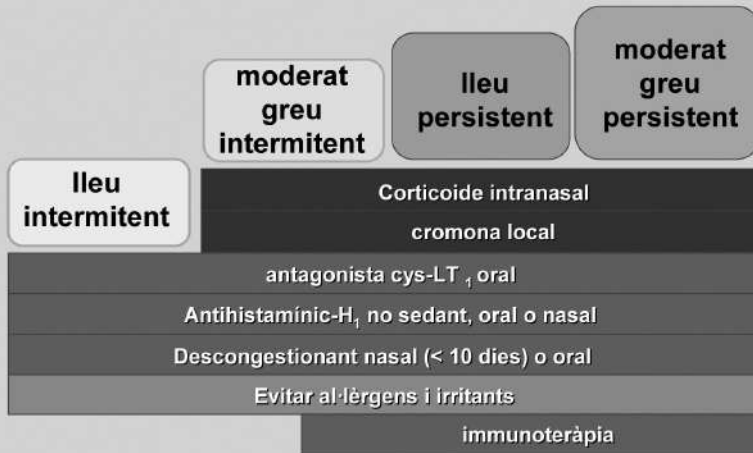 moderat
greu
persistent
lleu
persistent
moderat
greu
intermitent
lleu
intermitent
Corticoide intranasal
cromona local
antagonista cys-LT 1 oral
Antihistamínic-H1 no sedant, oral o nasal
Descongestionant nasal (< 10 dies) o oral
Evitar al·lèrgens i irritants
immunoteràpia